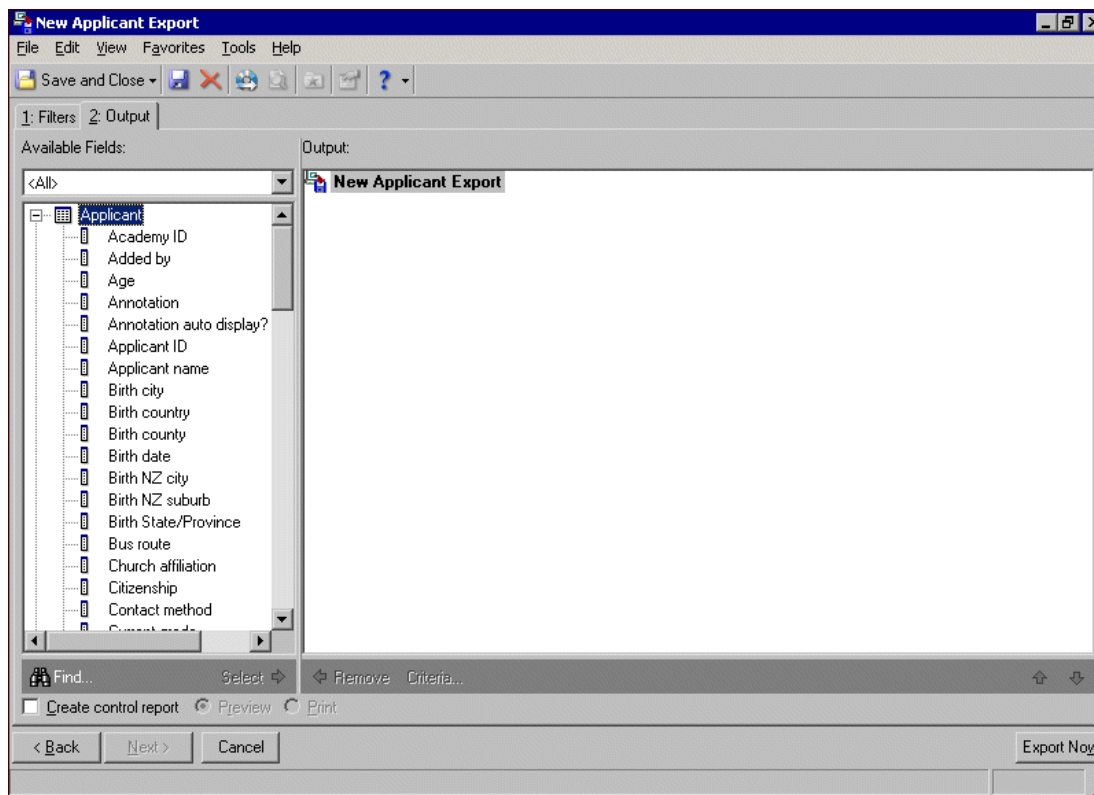 New Applicant Export
File Edit View Favorites Tools Help
Save and Close
1: Filters 2: Output
Available Fields:
Output:
<All>
New Applicant Export
Applicant
Academy ID
Added by
Age
Annotation
Annotation auto display?
Applicant ID
Applicant name
Birth city
Birth country
Birth county
Birth date
Birth NZ city
Birth NZ suburb
Birth State/Province
Bus route
Church affiliation
Citizenship
Contact method
Find... Select
Remove Criteria...
Create control report Preview Print
< Back Next > Cancel
Export Now